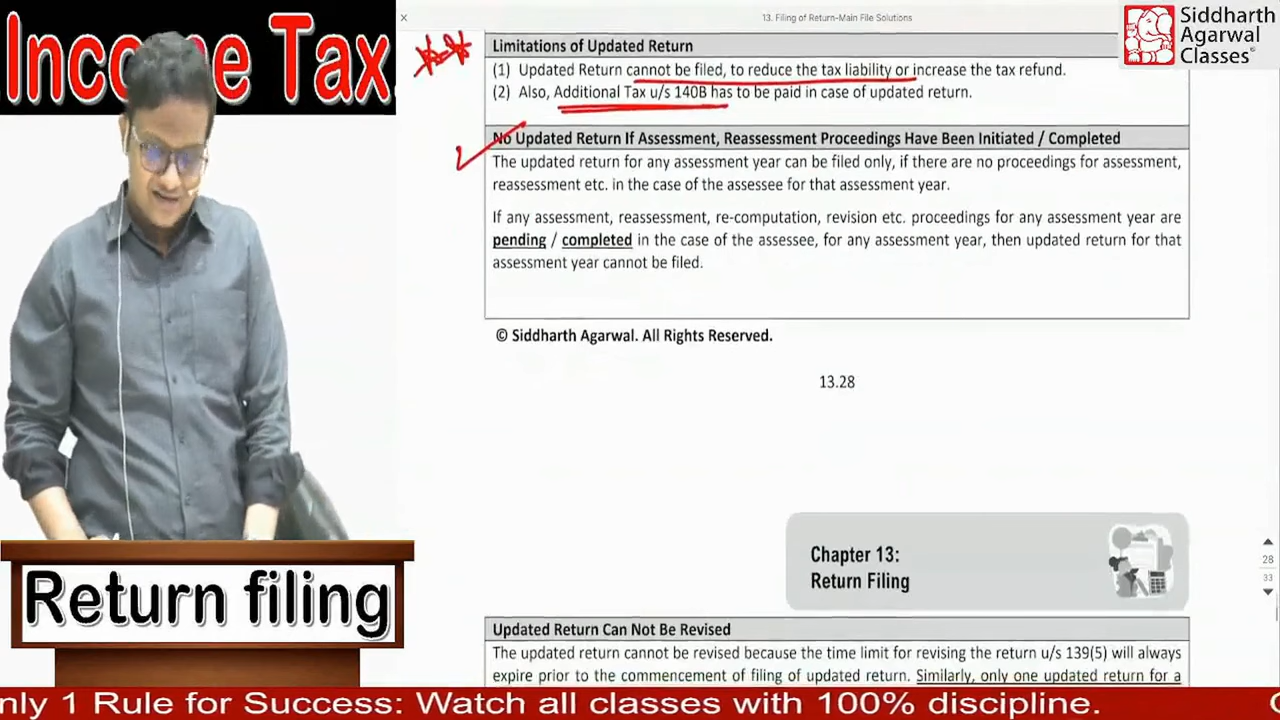 Income Tax.
13. Filing of Return-Main File Solutions
Siddharth
Agarwal
Classes
Limitations of Updated Return
(1) Updated Return cannot be filed, to reduce the tax liability or increase the tax refund.
(2) Also, Additional Tax u/s 140B has to be paid in case of updated return.
No Updated Return If Assessment, Reassessment Proceedings Have Been Initiated / Completed
The updated return for any assessment year can be filed only, if there are no proceedings for assessment,
reassessment etc. in the case of the assessee for that assessment year.
If any assessment, reassessment, re-computation, revision etc. proceedings for any assessment year are
pending / completed in the case of the assessee, for any assessment year, then updated return for that
assessment year cannot be filed.
© Siddharth Agarwal. All Rights Reserved.
13.28
Chapter 13:
Return Filing
28
33
Updated Return Can Not Be Revised
The updated return cannot be revised because the time limit for revising the return u/s 139(5) will always
expire prior to the commencement of filing of updated return. Similarly, only one updated return for a
Return filing
nly 1 Rule for Success: Watch all classes with 100% discipline.